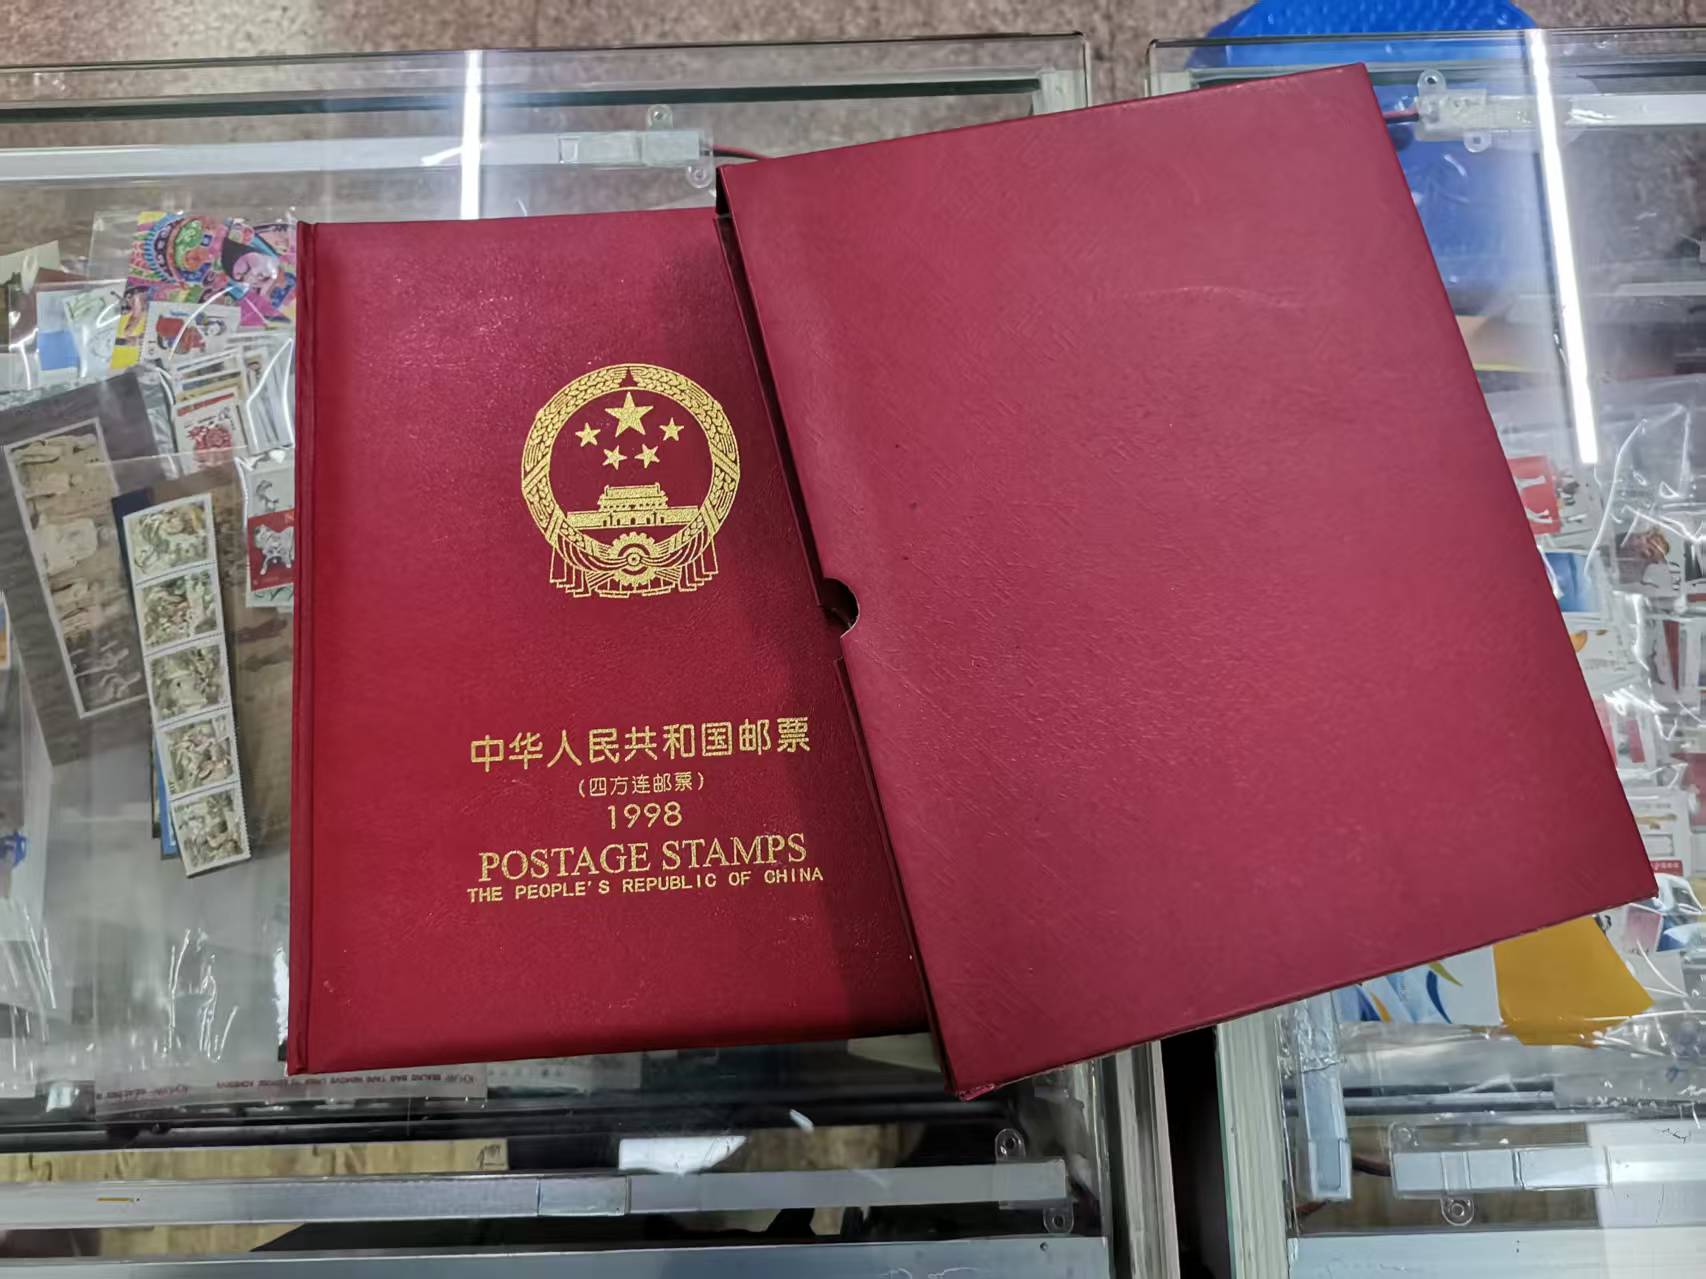 中华人民共和国邮票
(四方连邮票)
1998
POSTAGE STAMPS
THE PEOPLE'S REPUBLIC OF CHINA